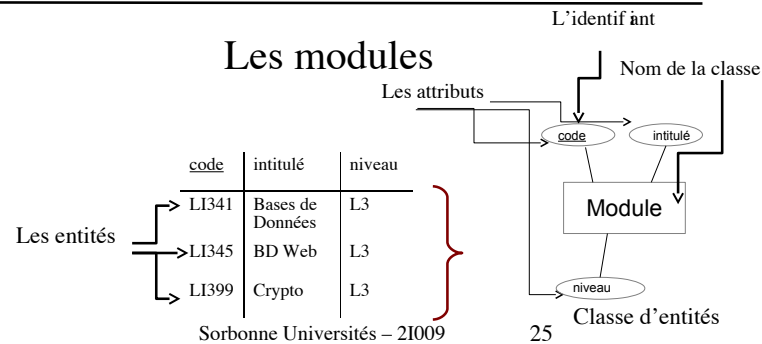 L'identifiant
Les modules
Nom de la classe
Les attributs
code
intitulé
code intitulé niveau
LI341 Bases de Données L3
Module
Les entités
LI345 BD Web L3
LI399 Crypto L3
niveau
Classe d'entités
Sorbonne Universités – 2I009
25